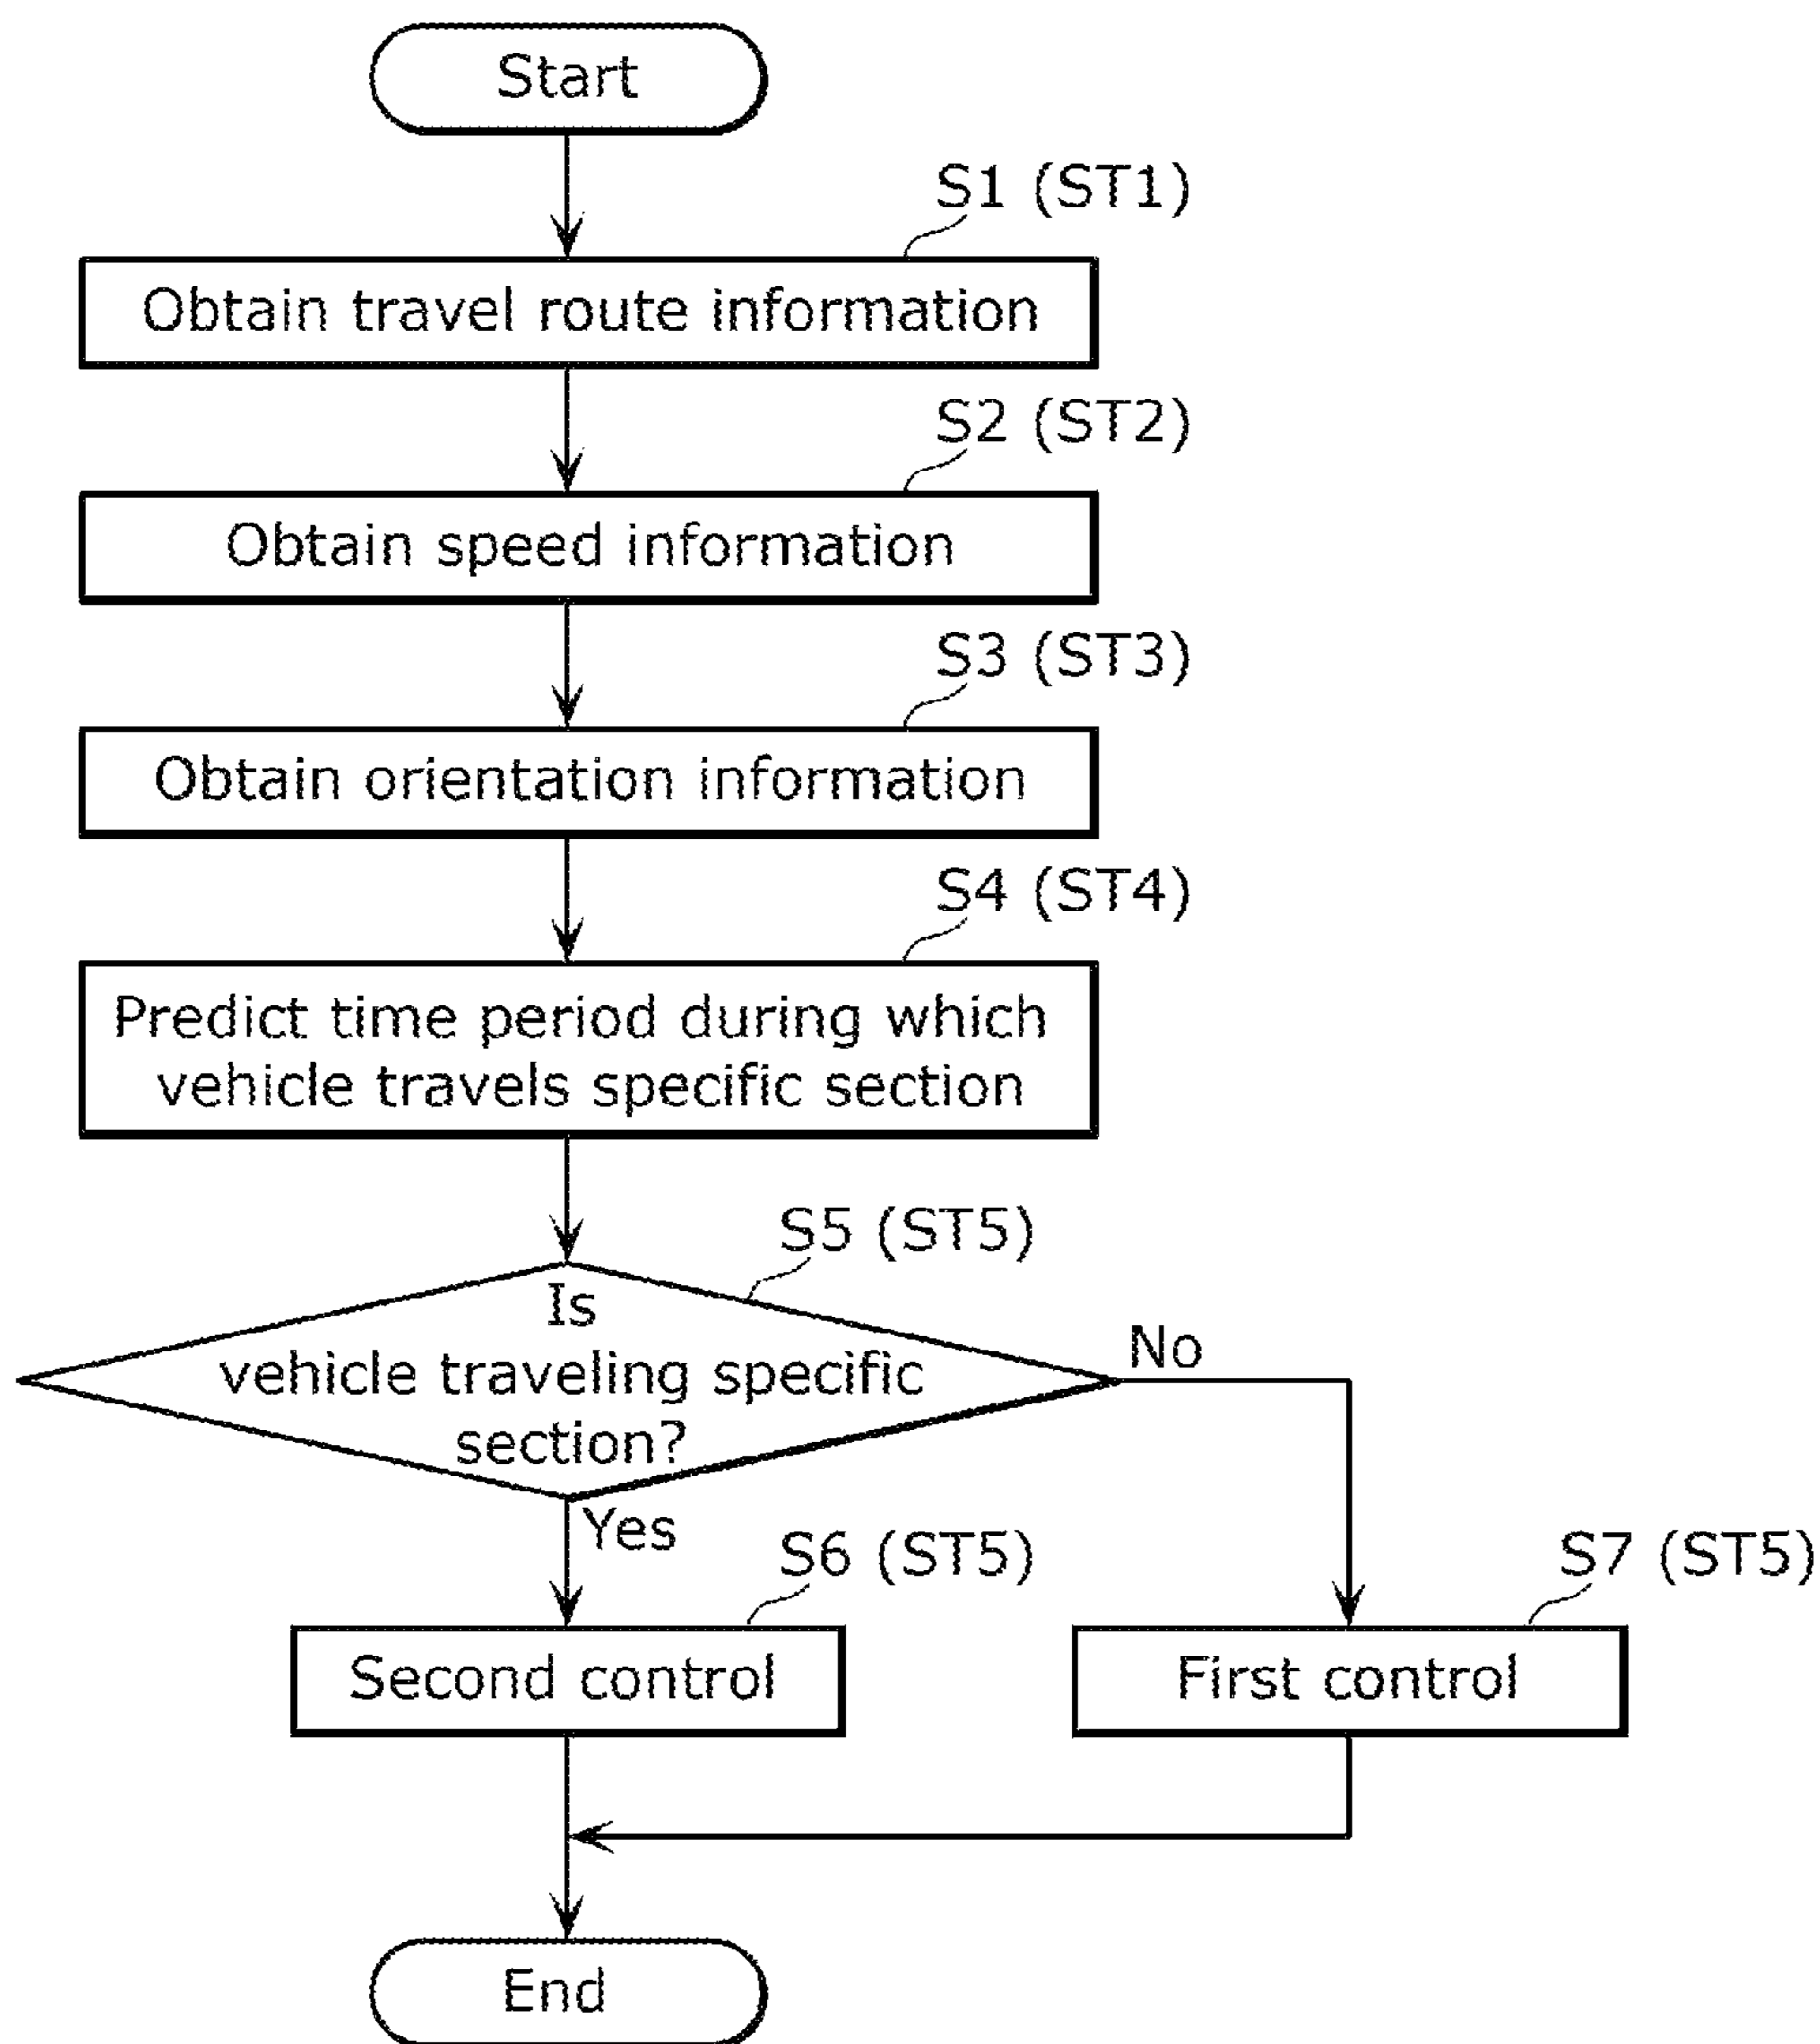 Start
S1 (ST1)
Obtain travel route information
S2 (ST2)
Obtain speed information
S3 (ST3)
Obtain orientation information
S4 (ST4)
Predict time period during which
vehicle travels specific section
S5 (ST5)
Is
vehicle traveling specific
section?
No
Yes
S6 (ST5)
S7 (ST5)
Second control
First control
End